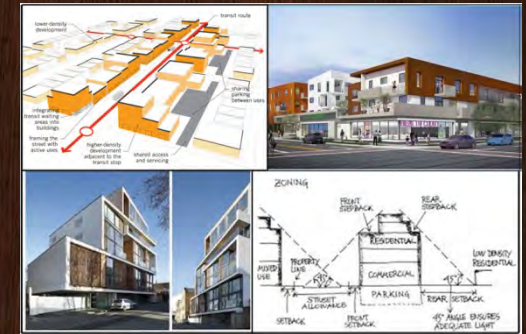 transit route
lower-density
development
sharing
parking
between uses
integrating
transit waiting
areas into
buildings
framing the
street with
active uses
higher-density
development
adjacent to the
transit stop
shared access
and servicing
ZONING
FRONT
STEPBACK
REAR
STEPBACK
RESIDENTIAL
MIXED
USE
PROPERTY
LINE
LOW DENSITY
RESIDENTIAL
45°
COMMERCIAL
45°
STREET
ALLOWANCE
PARKING
REAR SETBACK
SETBACK
FRONT
SETBACK
45° ANGLE ENSURES
ADEQUATE LIGHT